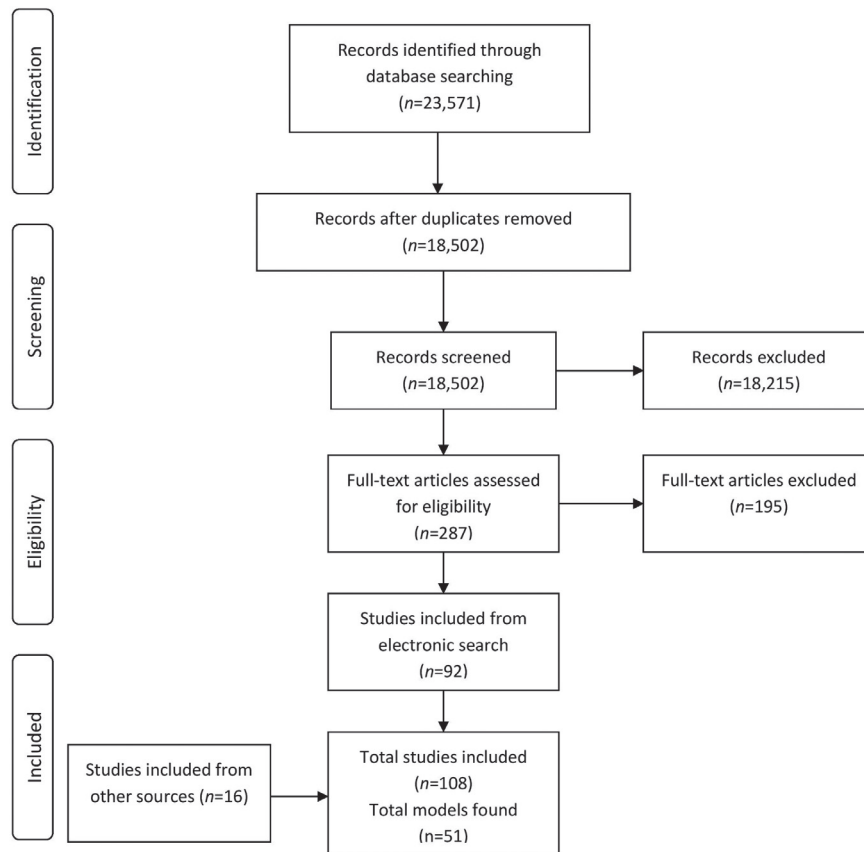 Identification
Records identified through
database searching
(n=23,571)
Records after duplicates removed
(n=18,502)
Screening
Records screened
(n=18,502)
Records excluded
(n=18,215)
Eligibility
Full-text articles assessed
for eligibility
(n=287)
Full-text articles excluded
(n=195)
Studies included from
electronic search
(n=92)
Included
Studies included from
other sources (n=16)
Total studies included
(n=108)
Total models found
(n=51)